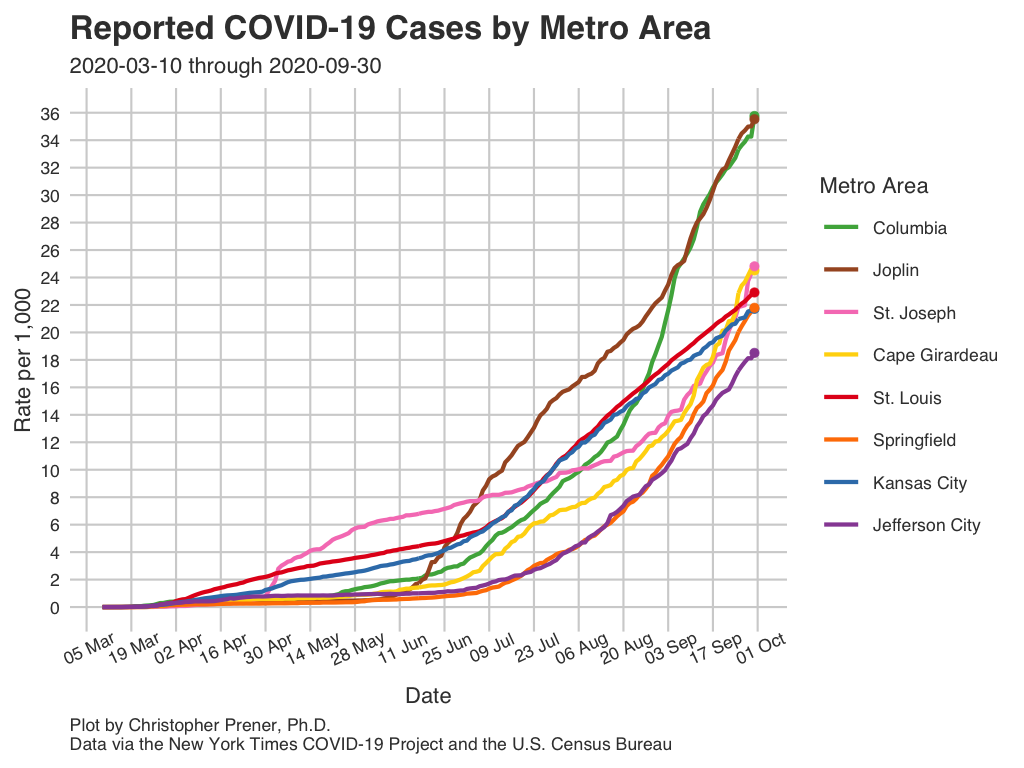 Reported COVID-19 Cases by Metro Area
2020-03-10 through 2020-09-30
Rate per 1,000
36
34
32
30
28
26
24
22
20
18
16
14
12
10
8
6
4
2
0
05 Mar
19 Mar
02 Apr
16 Apr
30 Apr
14 May
28 May
11 Jun
25 Jun
09 Jul
23 Jul
06 Aug
20 Aug
03 Sep
17 Sep
01 Oct
Date
Metro Area
Columbia
Joplin
St. Joseph
Cape Girardeau
St. Louis
Springfield
Kansas City
Jefferson City
Plot by Christopher Prener, Ph.D.
Data via the New York Times COVID-19 Project and the U.S. Census Bureau